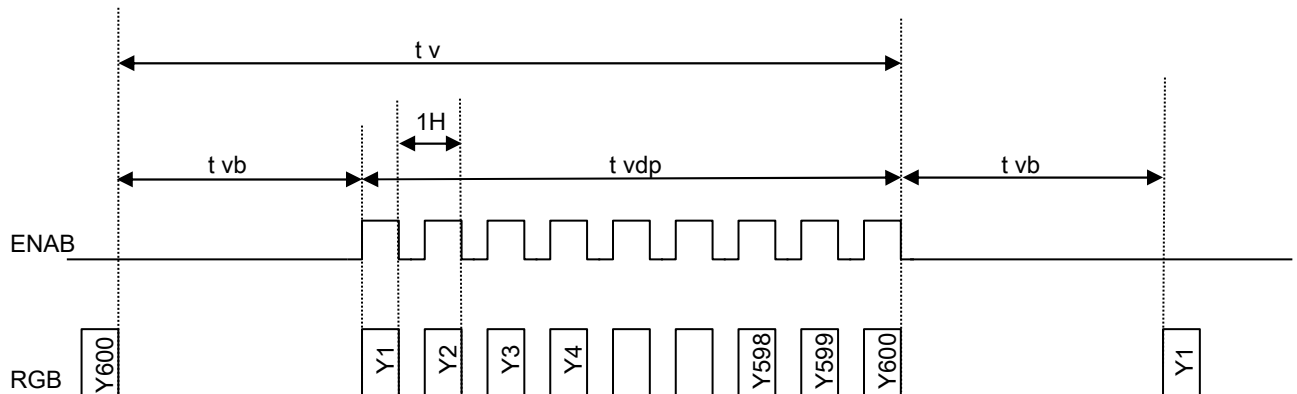 t v
1H
t vb t vdp t vb
ENAB
RGB Y600 Y1 Y2 Y3 Y4 Y598 Y599 Y600 Y1